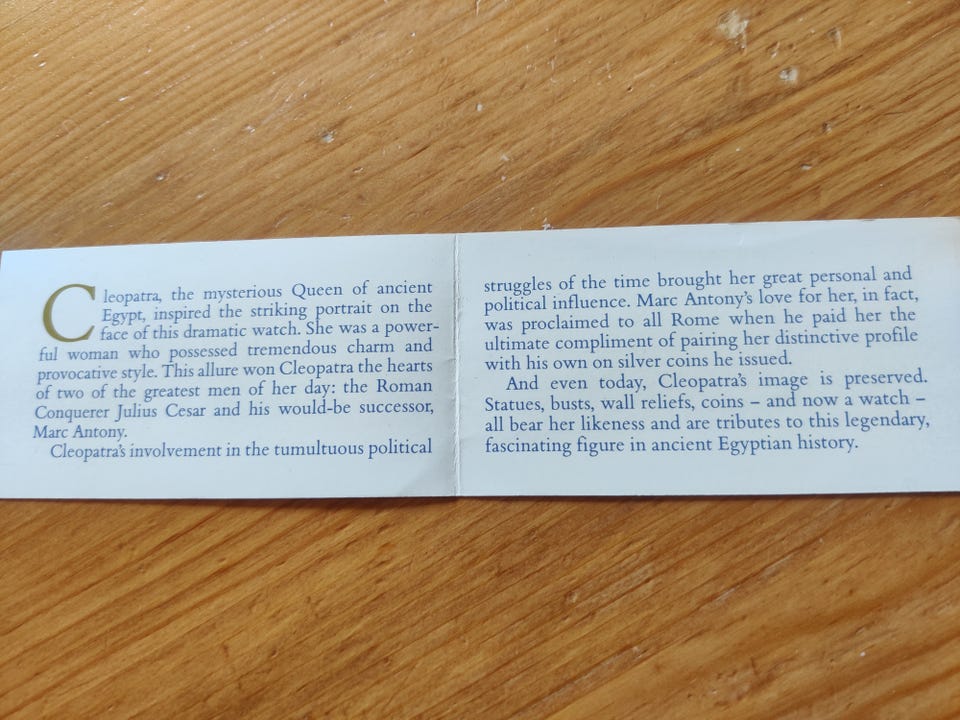 Cleopatra, the mysterious Queen of ancient
Egypt, inspired the striking portrait on the
face of this dramatic watch. She was a power-
ful woman who possessed tremendous charm and
provocative style. This allure won Cleopatra the hearts
of two of the greatest men of her day: the Roman
Conquerer Julius Cesar and his would-be successor,
Marc Antony.
Cleopatra's involvement in the tumultuous political
struggles of the time brought her great personal and
political influence. Marc Antony's love for her, in fact,
was proclaimed to all Rome when he paid her the
ultimate compliment of pairing her distinctive profile
with his own on silver coins he issued.
And even today, Cleopatra's image is preserved.
Statues, busts, wall reliefs, coins – and now a watch –
all bear her likeness and are tributes to this legendary,
fascinating figure in ancient Egyptian history.